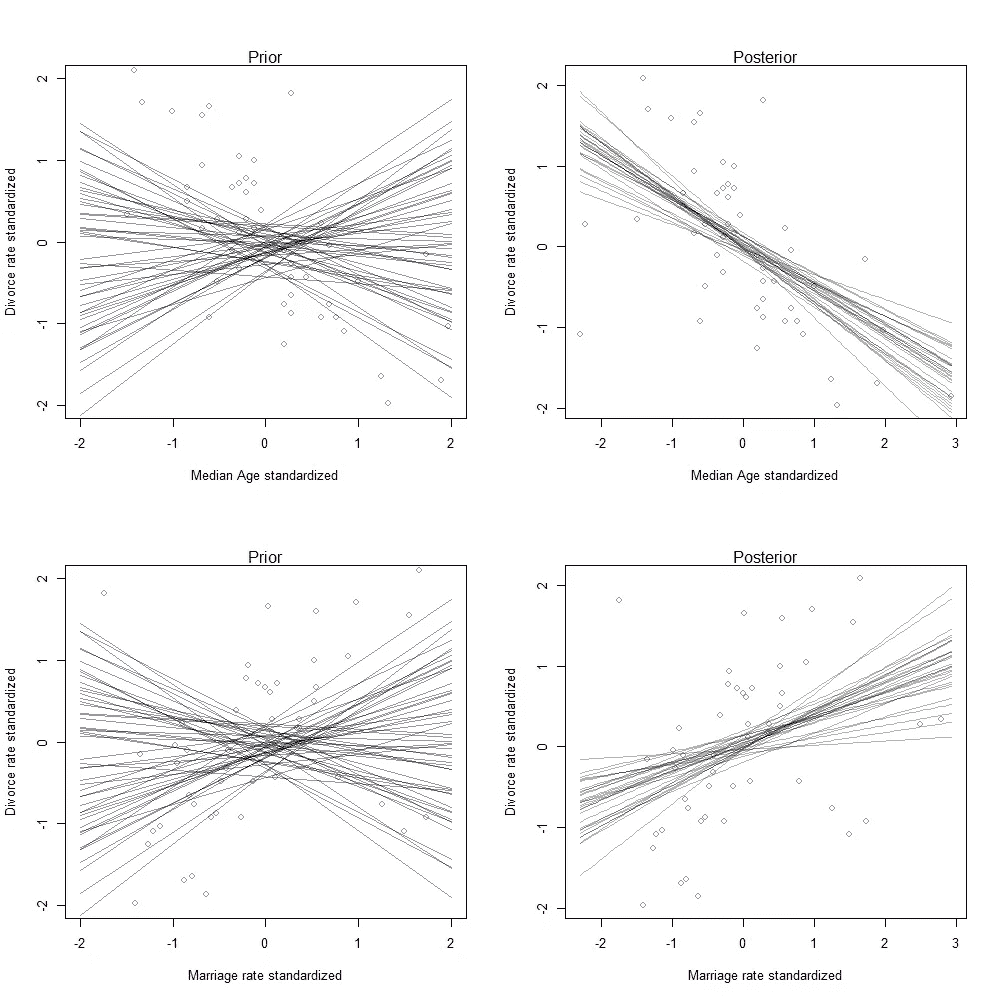 Prior
Divorce rate standardized
2
1
0
-1
-2
-2 -1 0 1 2
Median Age standardized
Posterior
Divorce rate standardized
2
1
0
-1
-2
-2 -1 0 1 2 3
Median Age standardized
Prior
Divorce rate standardized
2
1
0
-1
-2
-2 -1 0 1 2
Marriage rate standardized
Posterior
Divorce rate standardized
2
1
0
-1
-2
-2 -1 0 1 2 3
Marriage rate standardized